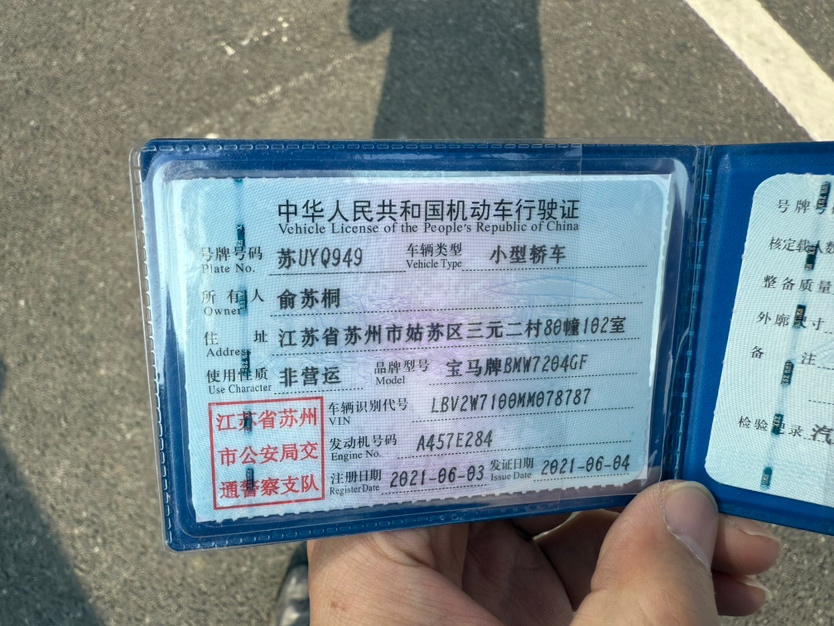 中华人民共和国机动车行驶证
Vehicle License of the People's Republic of China
号牌号码 苏UYQ949 车辆类型 小型轿车
Plate No. Vehicle Type
所有人 俞苏桐
Owner
住址 江苏省苏州市姑苏区三元二村80幢102室
Address
使用性质 非营运 品牌型号 宝马牌BMW7204GF
Use Character Model
江苏省苏州
市公安局交
通警察支队
车辆识别代号 LBV2W7100MM078787
VIN
发动机号码 A457E284
Engine No.
注册日期 2021-06-03 发证日期 2021-06-04
Register Date Issue Date
号牌号
核定载人数
整备质量
外廓尺寸
备注
检验记录 汽